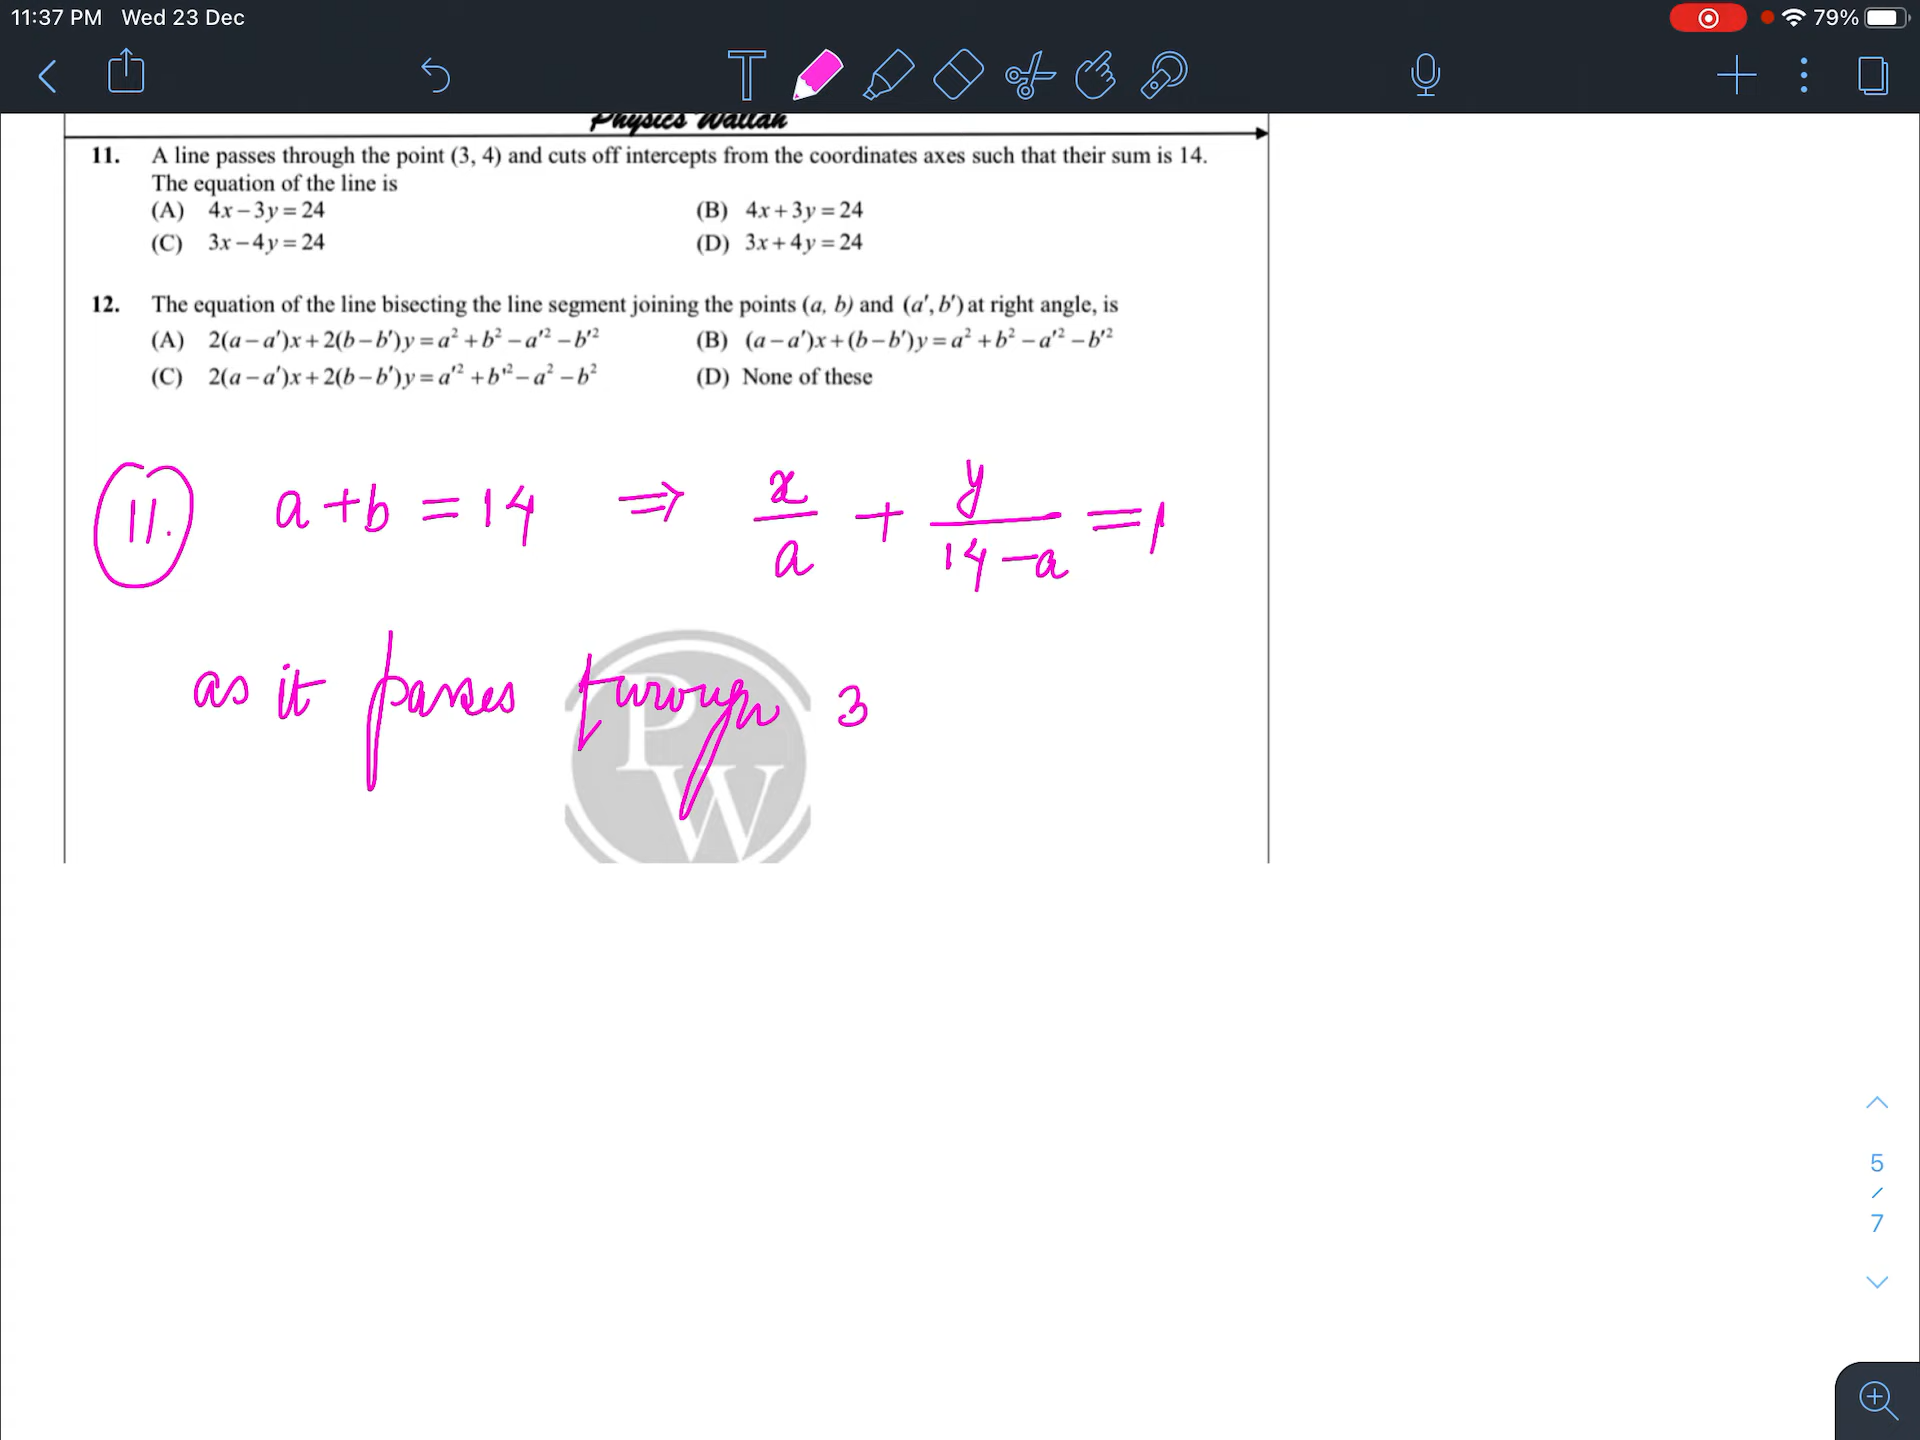 11:37 PM Wed 23 Dec
79%
Physics Wallah
11. A line passes through the point (3, 4) and cuts off intercepts from the coordinates axes such that their sum is 14.
The equation of the line is
(A) 4x – 3y = 24 (B) 4x + 3y = 24
(C) 3x – 4y = 24 (D) 3x + 4y = 24
12. The equation of the line bisecting the line segment joining the points (a, b) and (a′, b′) at right angle, is
(A) 2(a – a′)x + 2(b – b′)y = a² + b² – a′² – b′² (B) (a – a′)x + (b – b′)y = a² + b² – a′² – b′²
(C) 2(a – a′)x + 2(b – b′)y = a′² + b′² – a² – b² (D) None of these
11. a + b = 14 ⇒ x/a + y/(14 – a) = 1
as it passes through 3
PW
5
/
7